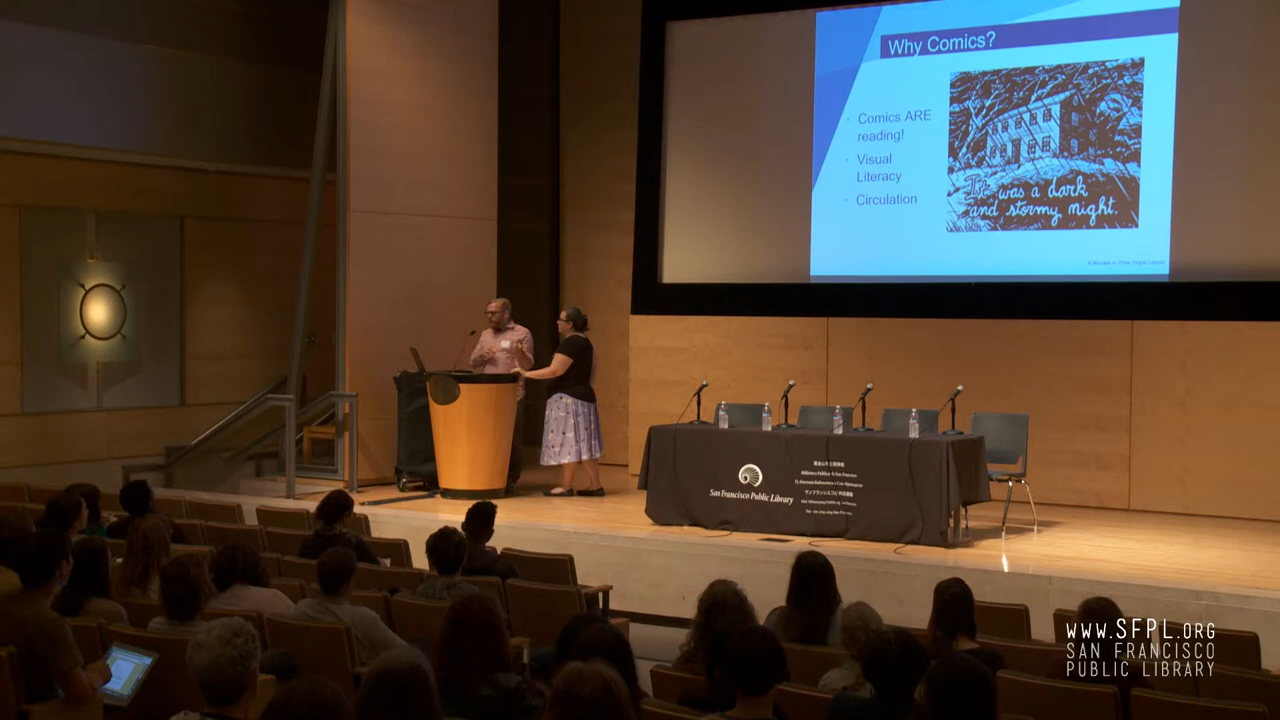 Why Comics?
Comics ARE
reading!
Visual
Literacy
Circulation
It was a dark
and stormy night.
San Francisco Public Library
WWW.SFPL.ORG
SAN FRANCISCO
PUBLIC LIBRARY